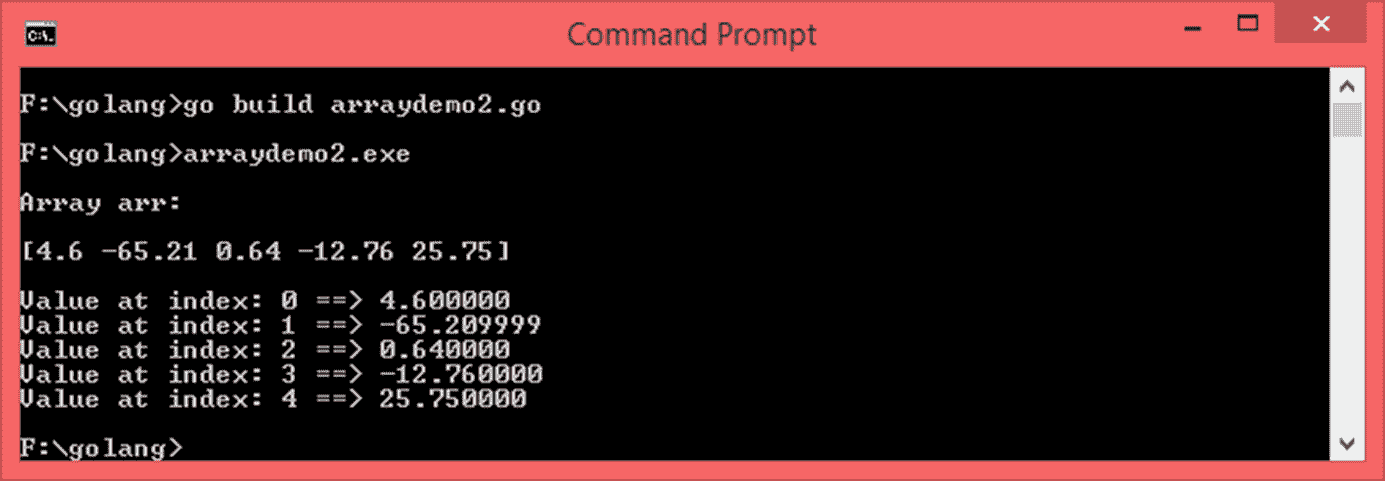 Command Prompt
F:\golang>go build arraydemo2.go
F:\golang>arraydemo2.exe
Array arr:
[4.6 -65.21 0.64 -12.76 25.75]
Value at index: 0 ==> 4.600000
Value at index: 1 ==> -65.209999
Value at index: 2 ==> 0.640000
Value at index: 3 ==> -12.760000
Value at index: 4 ==> 25.750000
F:\golang>